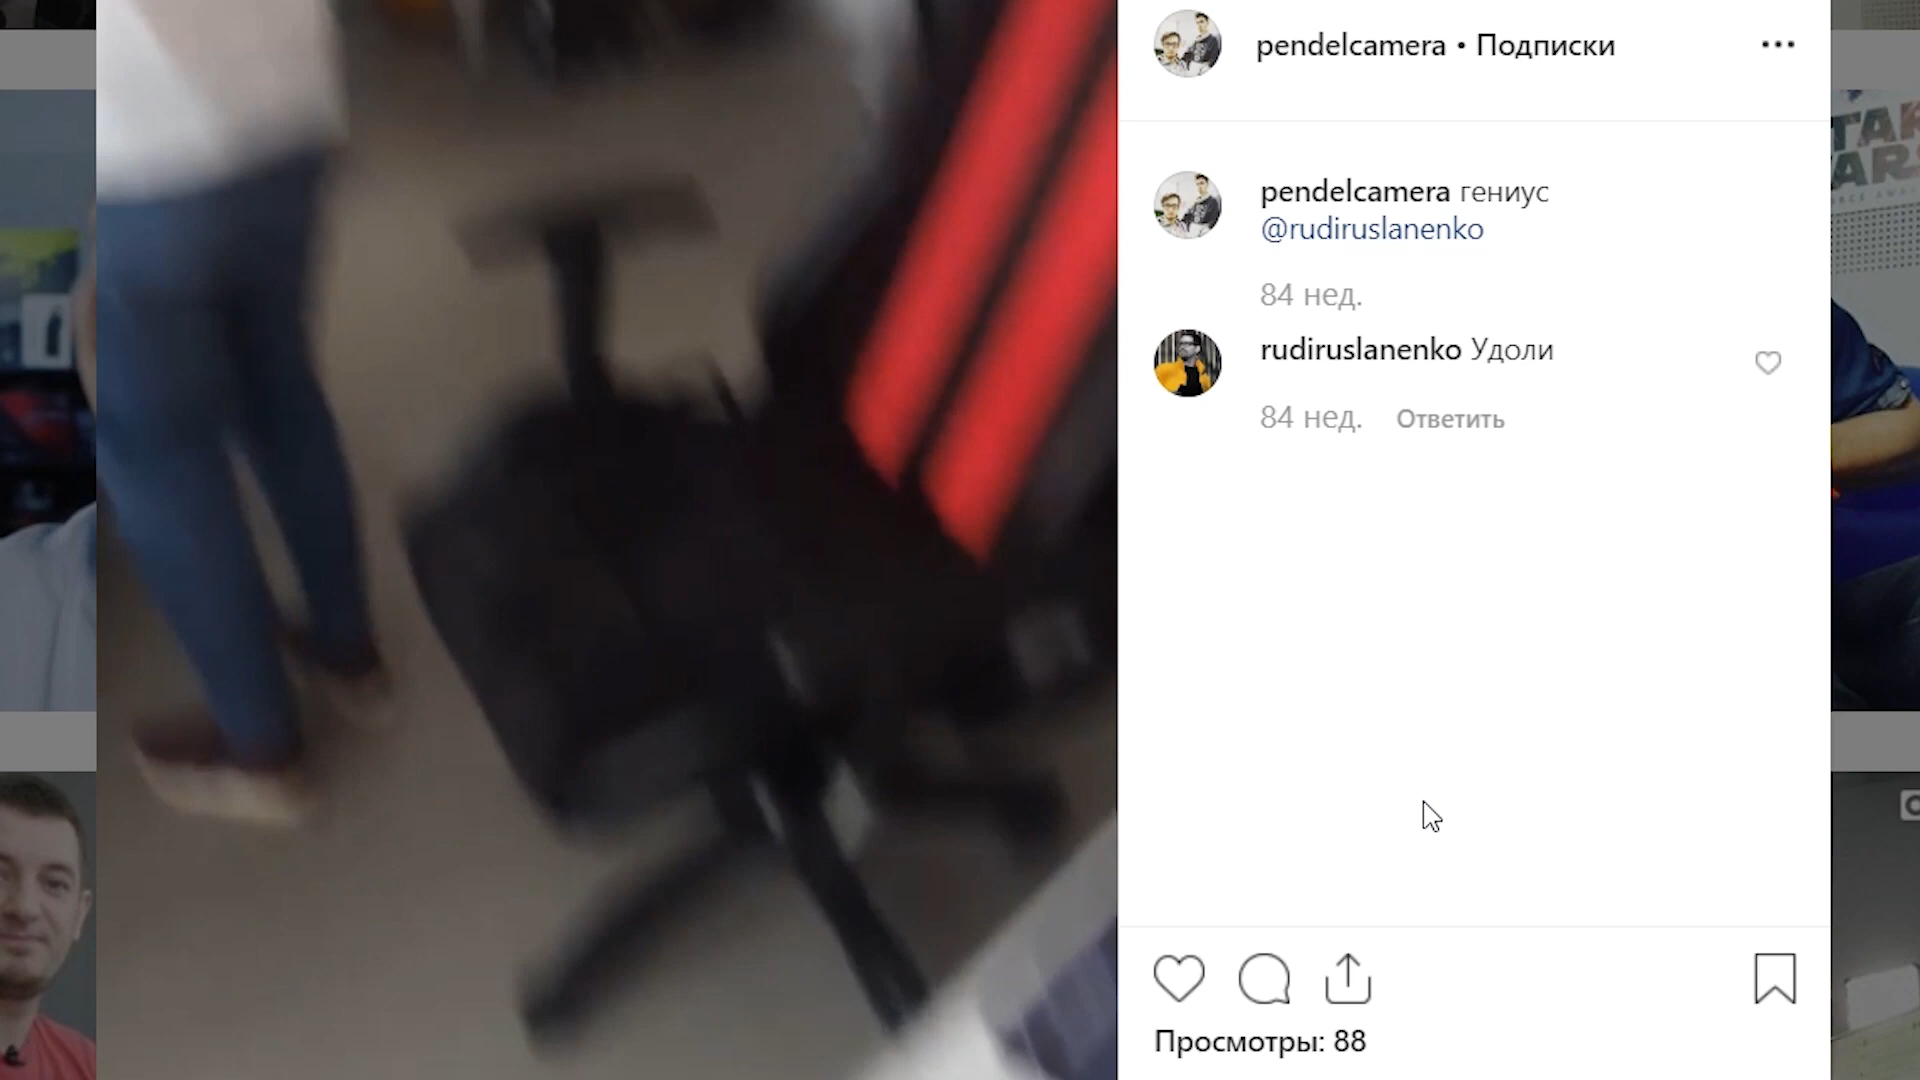 pendelcamera • Подписки
pendelcamera гениус
@rudiruslanenko
84 нед.
rudiruslanenko Удоли
84 нед. Ответить
Просмотры: 88